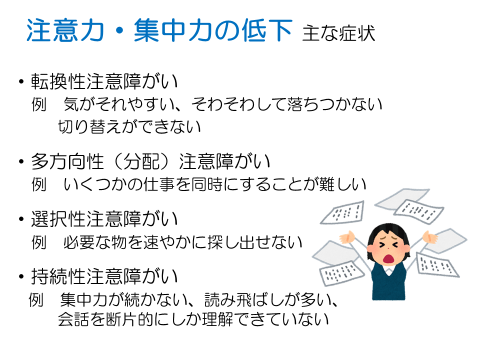 注意力・集中力の低下 主な症状
・転換性注意障がい
例　気がそれやすい、そわそわして落ちつかない
切り替えができない
・多方向性（分配）注意障がい
例　いくつかの仕事を同時にすることが難しい
・選択性注意障がい
例　必要な物を速やかに探し出せない
・持続性注意障がい
例　集中力が続かない、読み飛ばしが多い、
会話を断片的にしか理解できていない